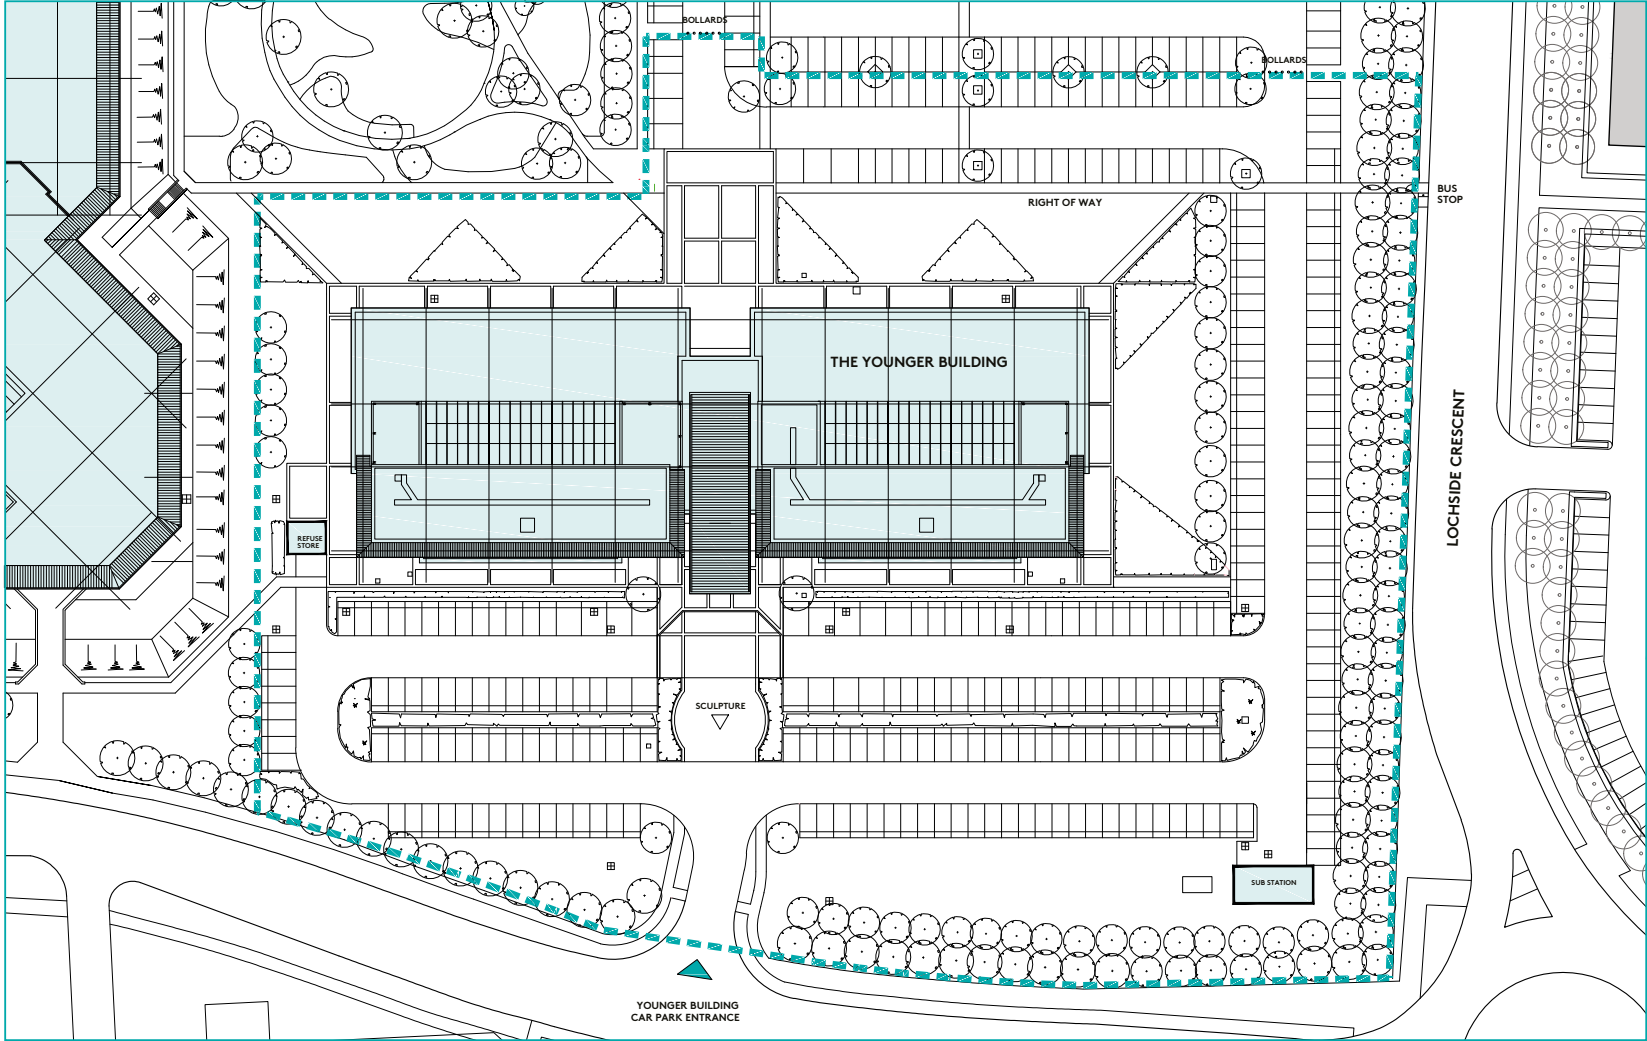 BOLLARDS
BOLLARDS
BUS
STOP
RIGHT OF WAY
THE YOUNGER BUILDING
LOCHSIDE CRESCENT
REFUSE
STORE
SCULPTURE
SUB STATION
YOUNGER BUILDING
CAR PARK ENTRANCE